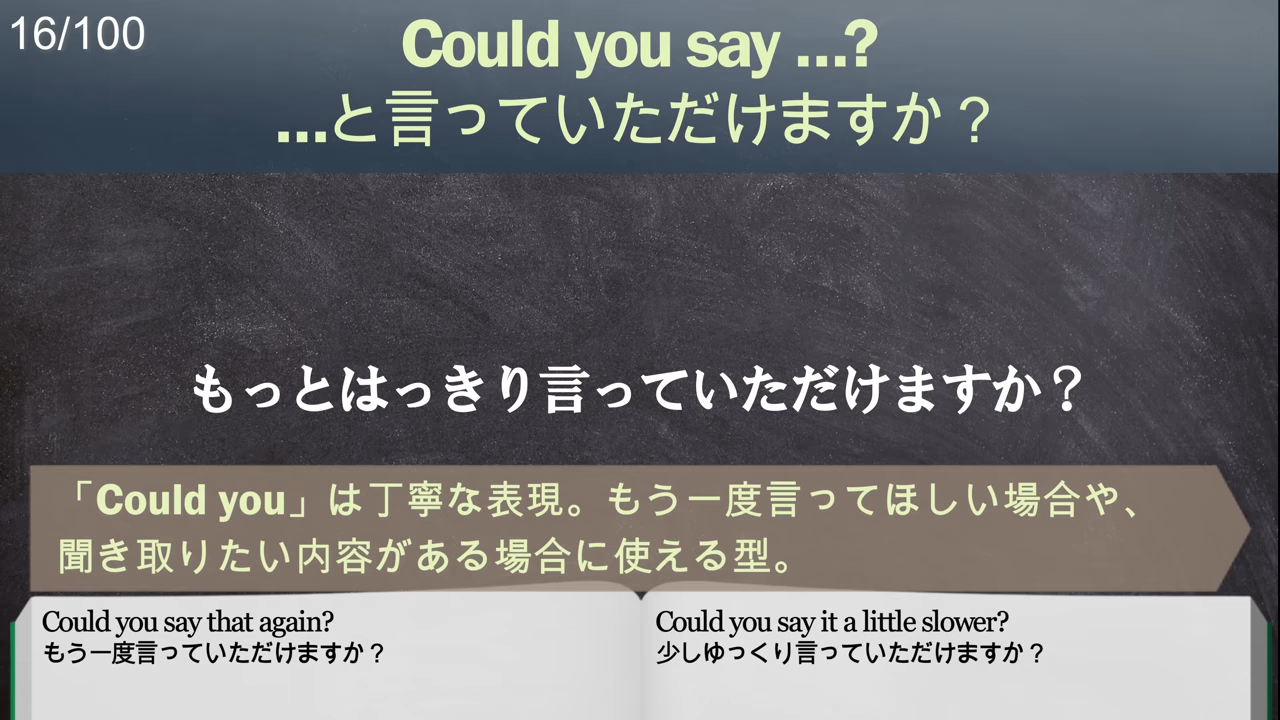 16/100
Could you say ...?
...と言っていただけますか？
もっとはっきり言っていただけますか？
「Could you」は丁寧な表現。もう一度言ってほしい場合や、
聞き取りたい内容がある場合に使える型。
Could you say that again?
もう一度言っていただけますか？
Could you say it a little slower?
少しゆっくり言っていただけますか？